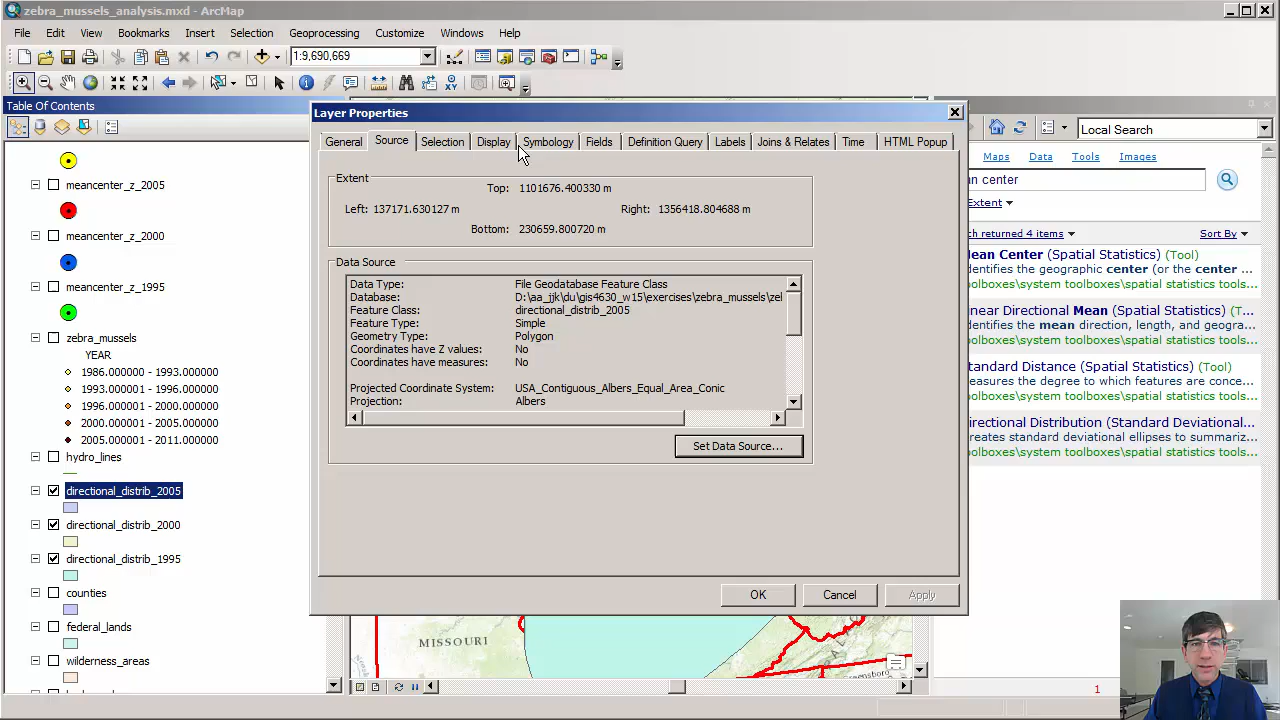 zebra_mussels_analysis.mxd - ArcMap
File Edit View Bookmarks Insert Selection Geoprocessing Customize Windows Help
1:9,690,669
Table Of Contents
meancenter_z_2005
meancenter_z_2000
meancenter_z_1995
zebra_mussels
YEAR
1986.000000 - 1993.000000
1993.000001 - 1996.000000
1996.000001 - 2000.000000
2000.000001 - 2005.000000
2005.000001 - 2011.000000
hydro_lines
directional_distrib_2005
directional_distrib_2000
directional_distrib_1995
counties
federal_lands
wilderness_areas
Layer Properties
General Source Selection Display Symbology Fields Definition Query Labels Joins & Relates Time HTML Popup
Extent
Top: 1101676.400330 m
Left: 137171.630127 m Right: 1356418.804688 m
Bottom: 230659.800720 m
Data Source
Data Type: File Geodatabase Feature Class
Database: D:\aa_jjk\du\gis4630_w15\exercises\zebra_mussels\zel
Feature Class: directional_distrib_2005
Feature Type: Simple
Geometry Type: Polygon
Coordinates have Z values: No
Coordinates have measures: No
Projected Coordinate System: USA_Contiguous_Albers_Equal_Area_Conic
Projection: Albers
Set Data Source...
OK Cancel Apply
MISSOURI
Local Search
Maps Data Tools Images
n center
Extent
ch returned 4 items Sort By
lean Center (Spatial Statistics) (Tool)
identifies the geographic center (or the center ...
toolboxes\system toolboxes\spatial statistics tools...
inear Directional Mean (Spatial Statistics) (T...
identifies the mean direction, length, and geogra...
toolboxes\system toolboxes\spatial statistics tools...
tandard Distance (Spatial Statistics) (Tool)
easures the degree to which features are conce...
toolboxes\system toolboxes\spatial statistics tools...
irectional Distribution (Standard Deviational...
reates standard deviational ellipses to summariz...
toolboxes\system toolboxes\spatial statistics tools...
1